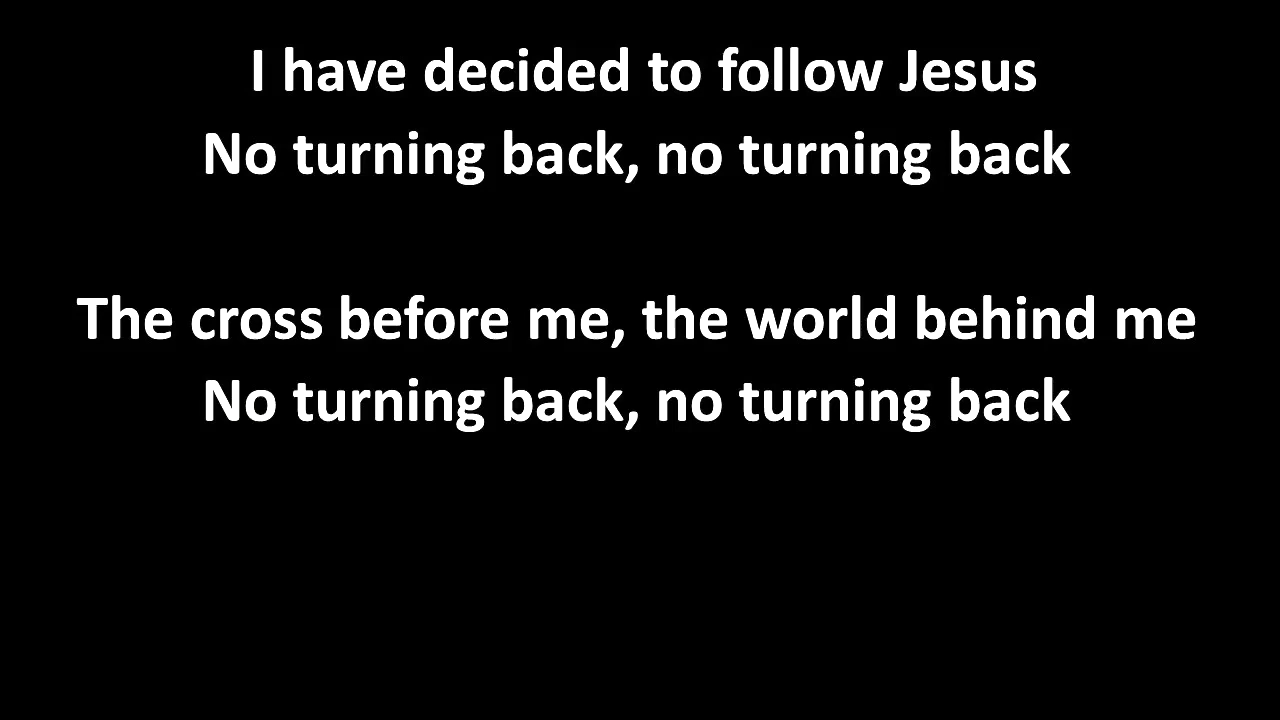 I have decided to follow Jesus
No turning back, no turning back
The cross before me, the world behind me
No turning back, no turning back